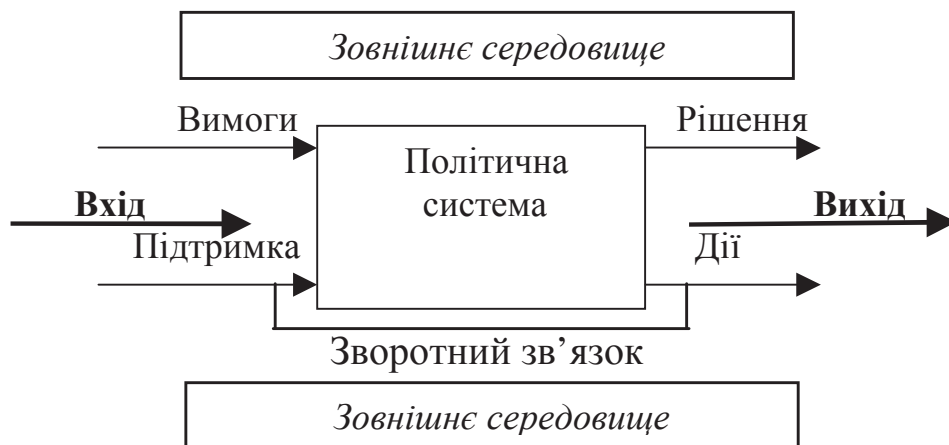 Зовнішнє середовище
Вимоги
Рішення
Політична
система
Вхід
Вихід
Підтримка
Дії
Зворотний зв’язок
Зовнішнє середовище